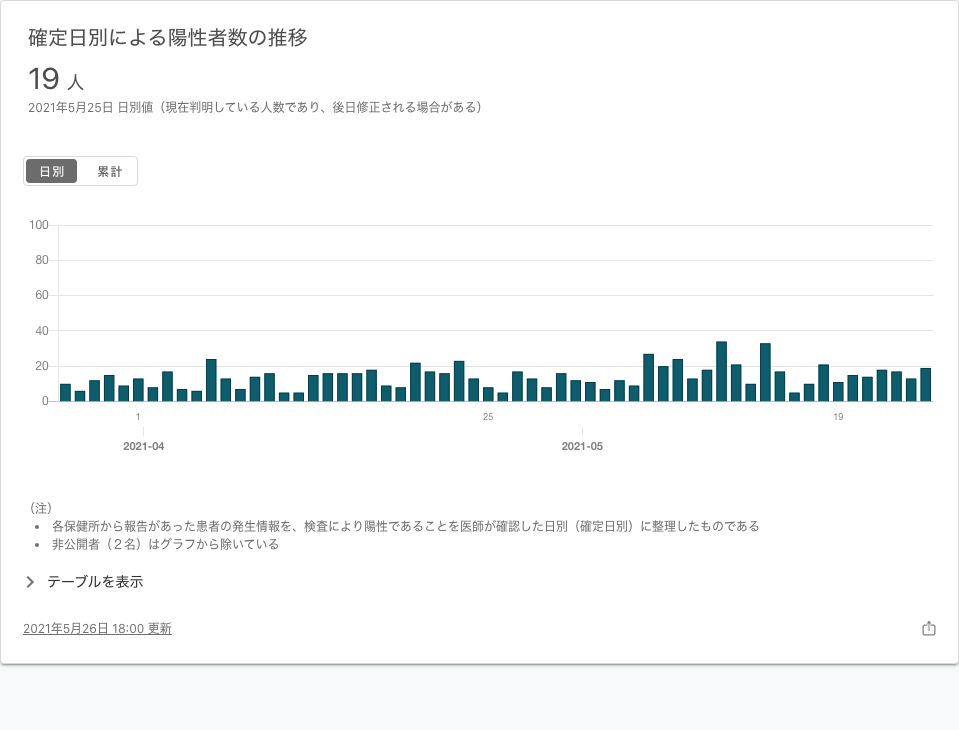 確定日別による陽性者数の推移
19 人
2021年5月25日 日別値（現在判明している人数であり、後日修正される場合がある）
日別 累計
100
80
60
40
20
0
1 25 19
2021-04 2021-05
（注）
• 各保健所から報告があった患者の発生情報を、検査により陽性であることを医師が確認した日別（確定日別）に整理したものである
• 非公開者（２名）はグラフから除いている
テーブルを表示
2021年5月26日 18:00 更新